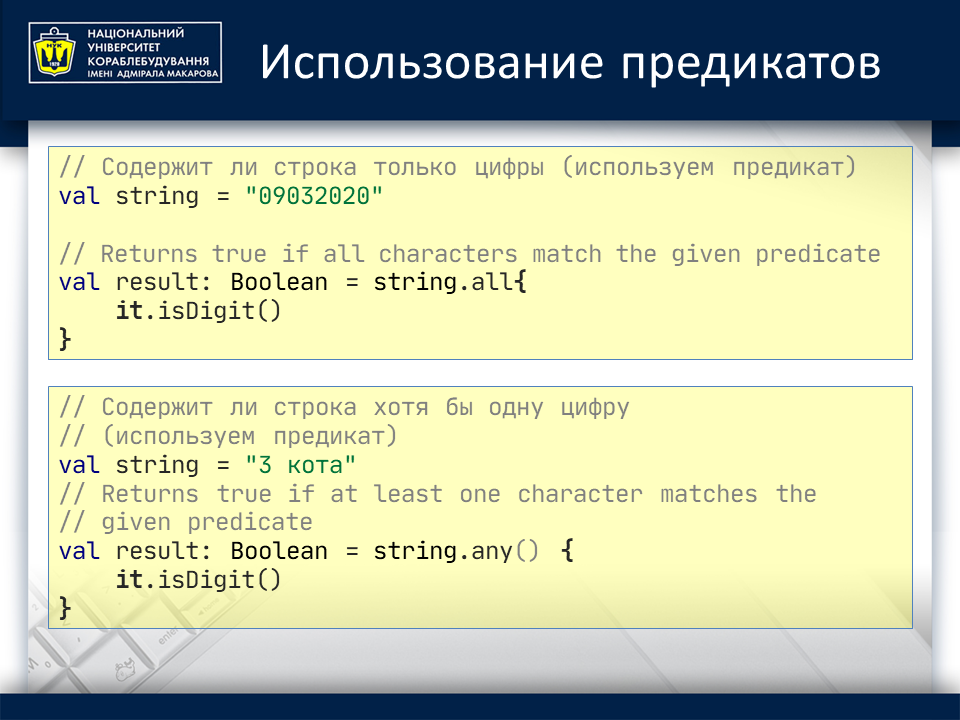 НАЦІОНАЛЬНИЙ
УНІВЕРСИТЕТ
КОРАБЛЕБУДУВАННЯ
ІМЕНІ АДМІРАЛА МАКАРОВА
НУК
1920
Использование предикатов
// Содержит ли строка только цифры (используем предикат)
val string = "09032020"
// Returns true if all characters match the given predicate
val result: Boolean = string.all{
    it.isDigit()
}
// Содержит ли строка хотя бы одну цифру
// (используем предикат)
val string = "3 кота"
// Returns true if at least one character matches the
// given predicate
val result: Boolean = string.any() {
    it.isDigit()
}
enter